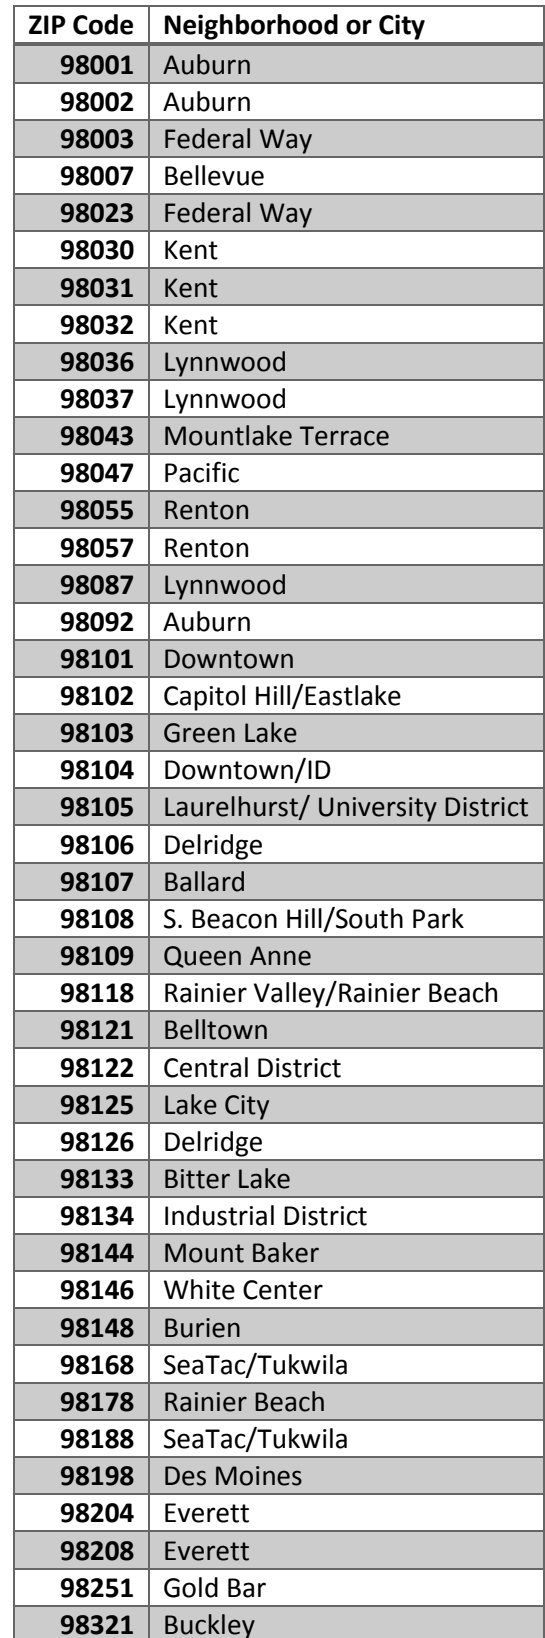 ZIP Code Neighborhood or City
98001 Auburn
98002 Auburn
98003 Federal Way
98007 Bellevue
98023 Federal Way
98030 Kent
98031 Kent
98032 Kent
98036 Lynnwood
98037 Lynnwood
98043 Mountlake Terrace
98047 Pacific
98055 Renton
98057 Renton
98087 Lynnwood
98092 Auburn
98101 Downtown
98102 Capitol Hill/Eastlake
98103 Green Lake
98104 Downtown/ID
98105 Laurelhurst/ University District
98106 Delridge
98107 Ballard
98108 S. Beacon Hill/South Park
98109 Queen Anne
98118 Rainier Valley/Rainier Beach
98121 Belltown
98122 Central District
98125 Lake City
98126 Delridge
98133 Bitter Lake
98134 Industrial District
98144 Mount Baker
98146 White Center
98148 Burien
98168 SeaTac/Tukwila
98178 Rainier Beach
98188 SeaTac/Tukwila
98198 Des Moines
98204 Everett
98208 Everett
98251 Gold Bar
98321 Buckley